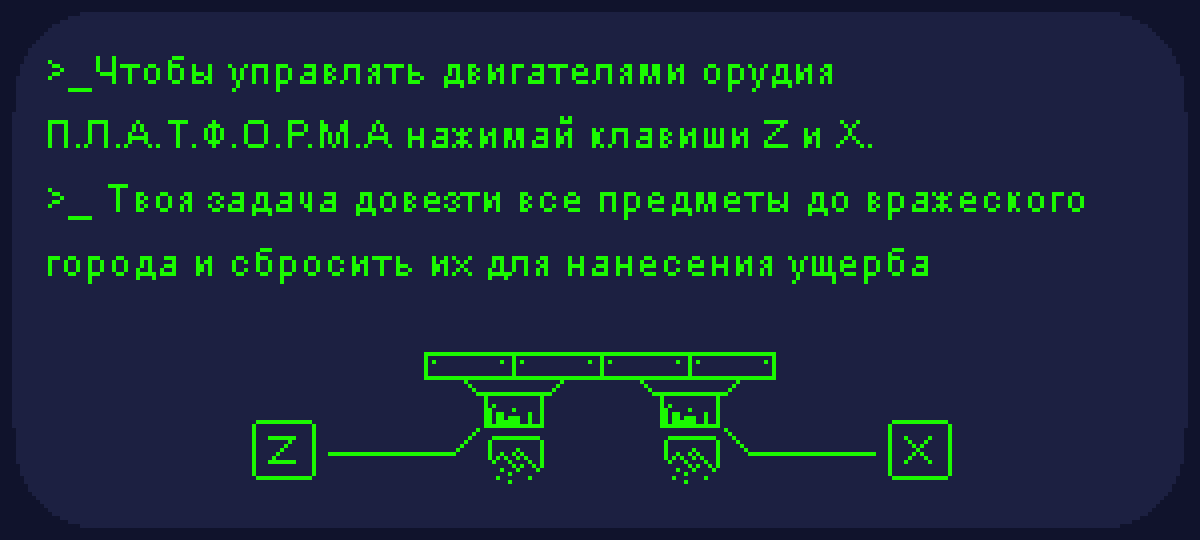 >_Чтобы управлять двигателями орудия
П.Л.А.Т.Ф.О.Р.М.А нажимай клавиши Z и X.
>_ Твоя задача довезти все предметы до вражеского
города и сбросить их для нанесения ущерба
Z
X